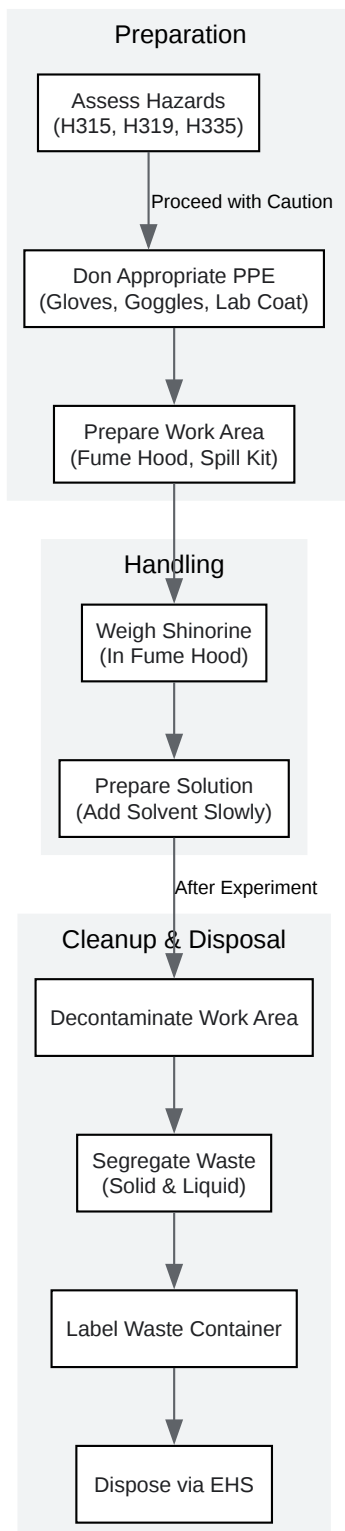 Preparation
Assess Hazards
(H315, H319, H335)
Proceed with Caution
Don Appropriate PPE
(Gloves, Goggles, Lab Coat)
Prepare Work Area
(Fume Hood, Spill Kit)
Handling
Weigh Shinorine
(In Fume Hood)
Prepare Solution
(Add Solvent Slowly)
After Experiment
Cleanup & Disposal
Decontaminate Work Area
Segregate Waste
(Solid & Liquid)
Label Waste Container
Dispose via EHS